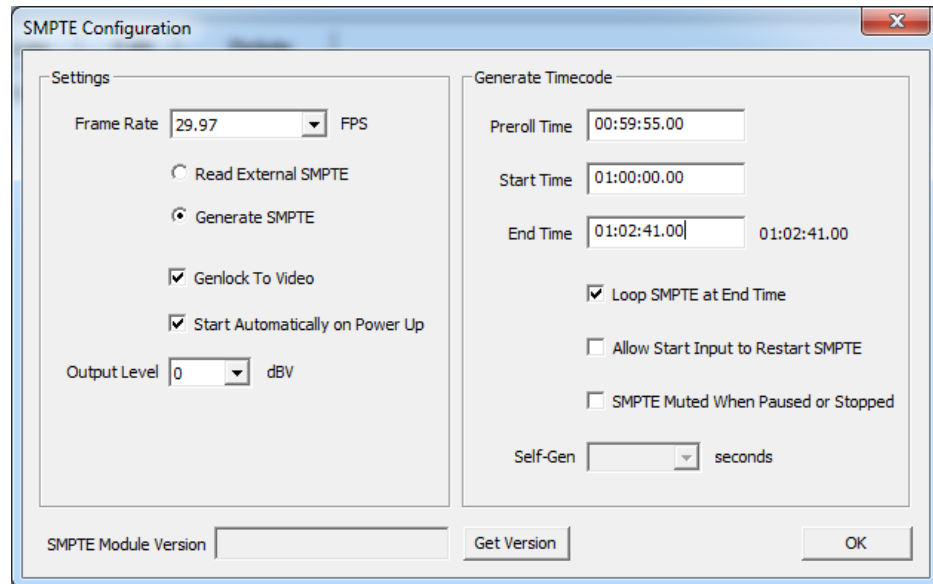 SMPTE Configuration
Settings
Frame Rate 29.97 FPS
Read External SMPTE
Generate SMPTE
Genlock To Video
Start Automatically on Power Up
Output Level 0 dBV
Generate Timecode
Preroll Time 00:59:55.00
Start Time 01:00:00.00
End Time 01:02:41.00 01:02:41.00
Loop SMPTE at End Time
Allow Start Input to Restart SMPTE
SMPTE Muted When Paused or Stopped
Self-Gen seconds
SMPTE Module Version Get Version OK